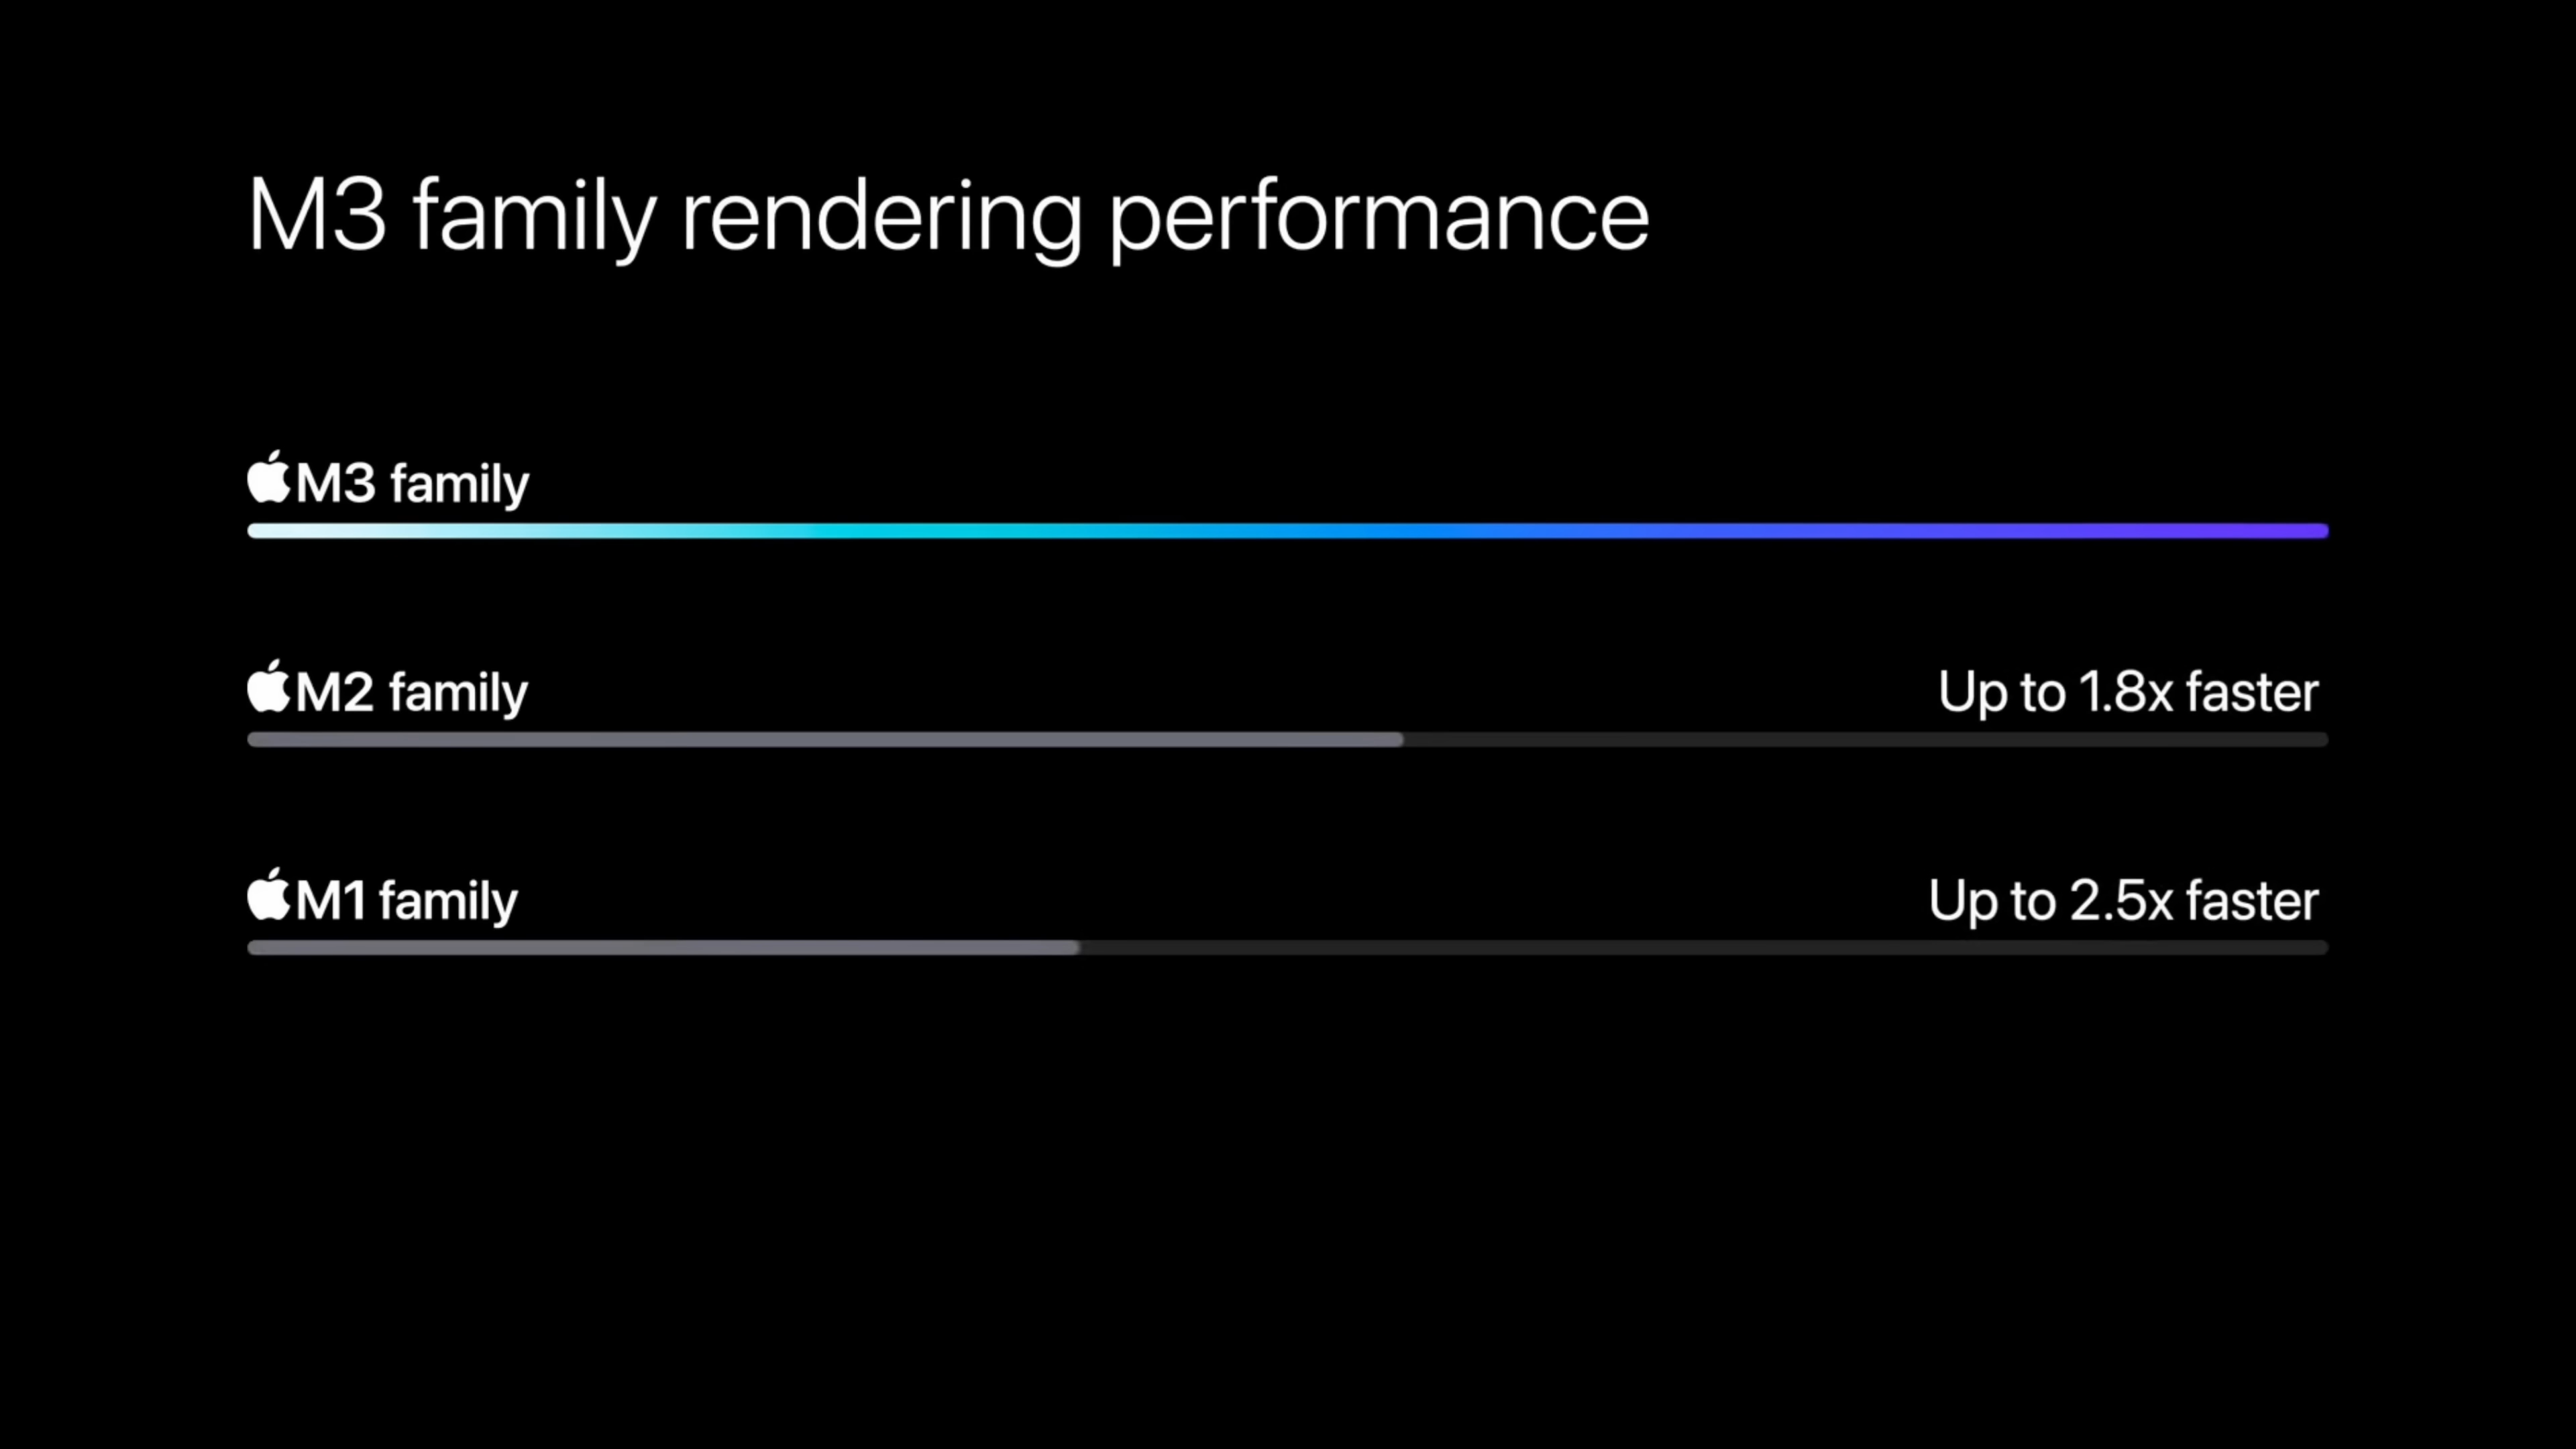 M3 family rendering performance
M3 family
M2 family
Up to 1.8x faster
M1 family
Up to 2.5x faster